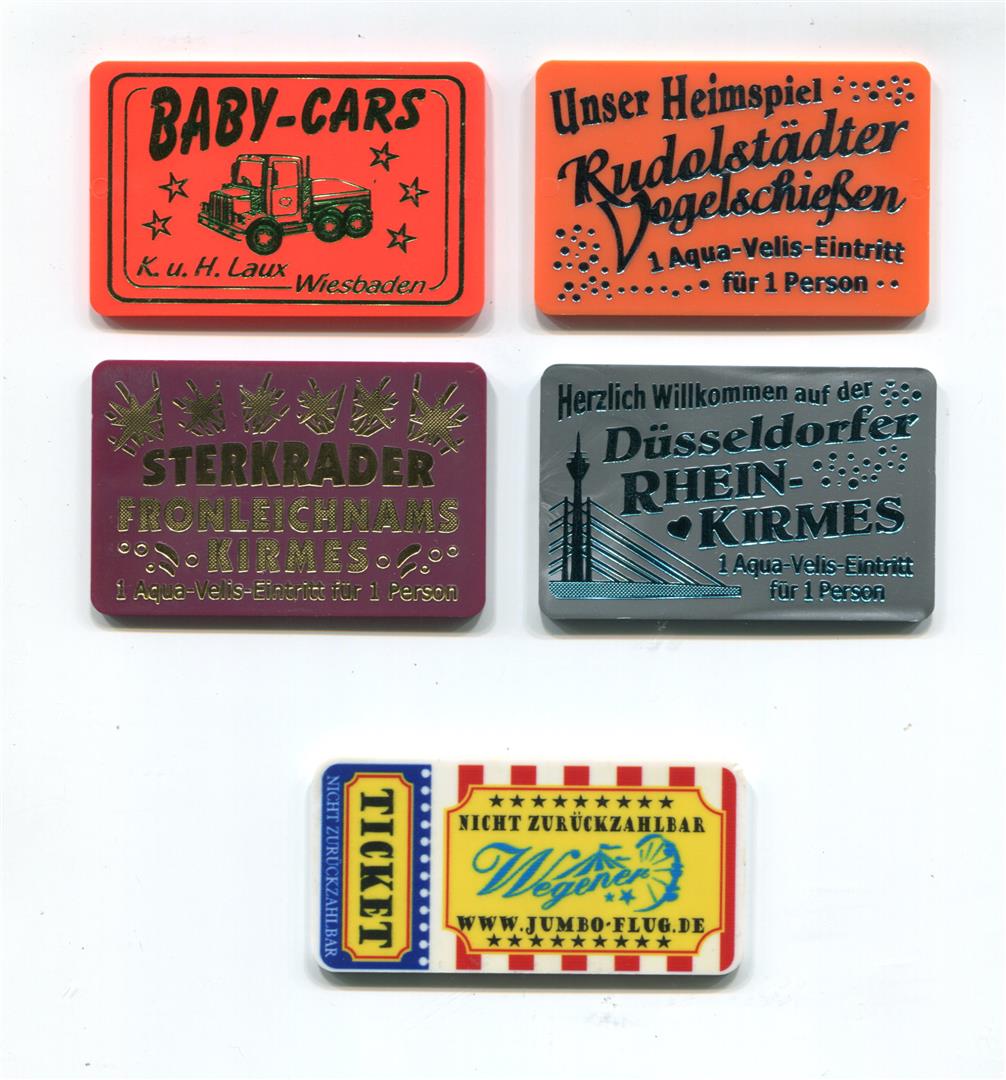 BABY-CARS
K. u. H. Laux
Wiesbaden
Unser Heimspiel
Rudolstädter
Vogelschießen
1 Aqua-Velis-Eintritt
für 1 Person
STERKRADER
FRONLEICHNAMS
KIRMES
1 Aqua-Velis-Eintritt für 1 Person
Herzlich Willkommen auf der
Düsseldorfer
RHEIN-
KIRMES
1 Aqua-Velis-Eintritt
für 1 Person
NICHT ZURÜCKZAHLBAR
TICKET
NICHT ZURÜCKZAHLBAR
Wegener
WWW.JUMBO-FLUG.DE